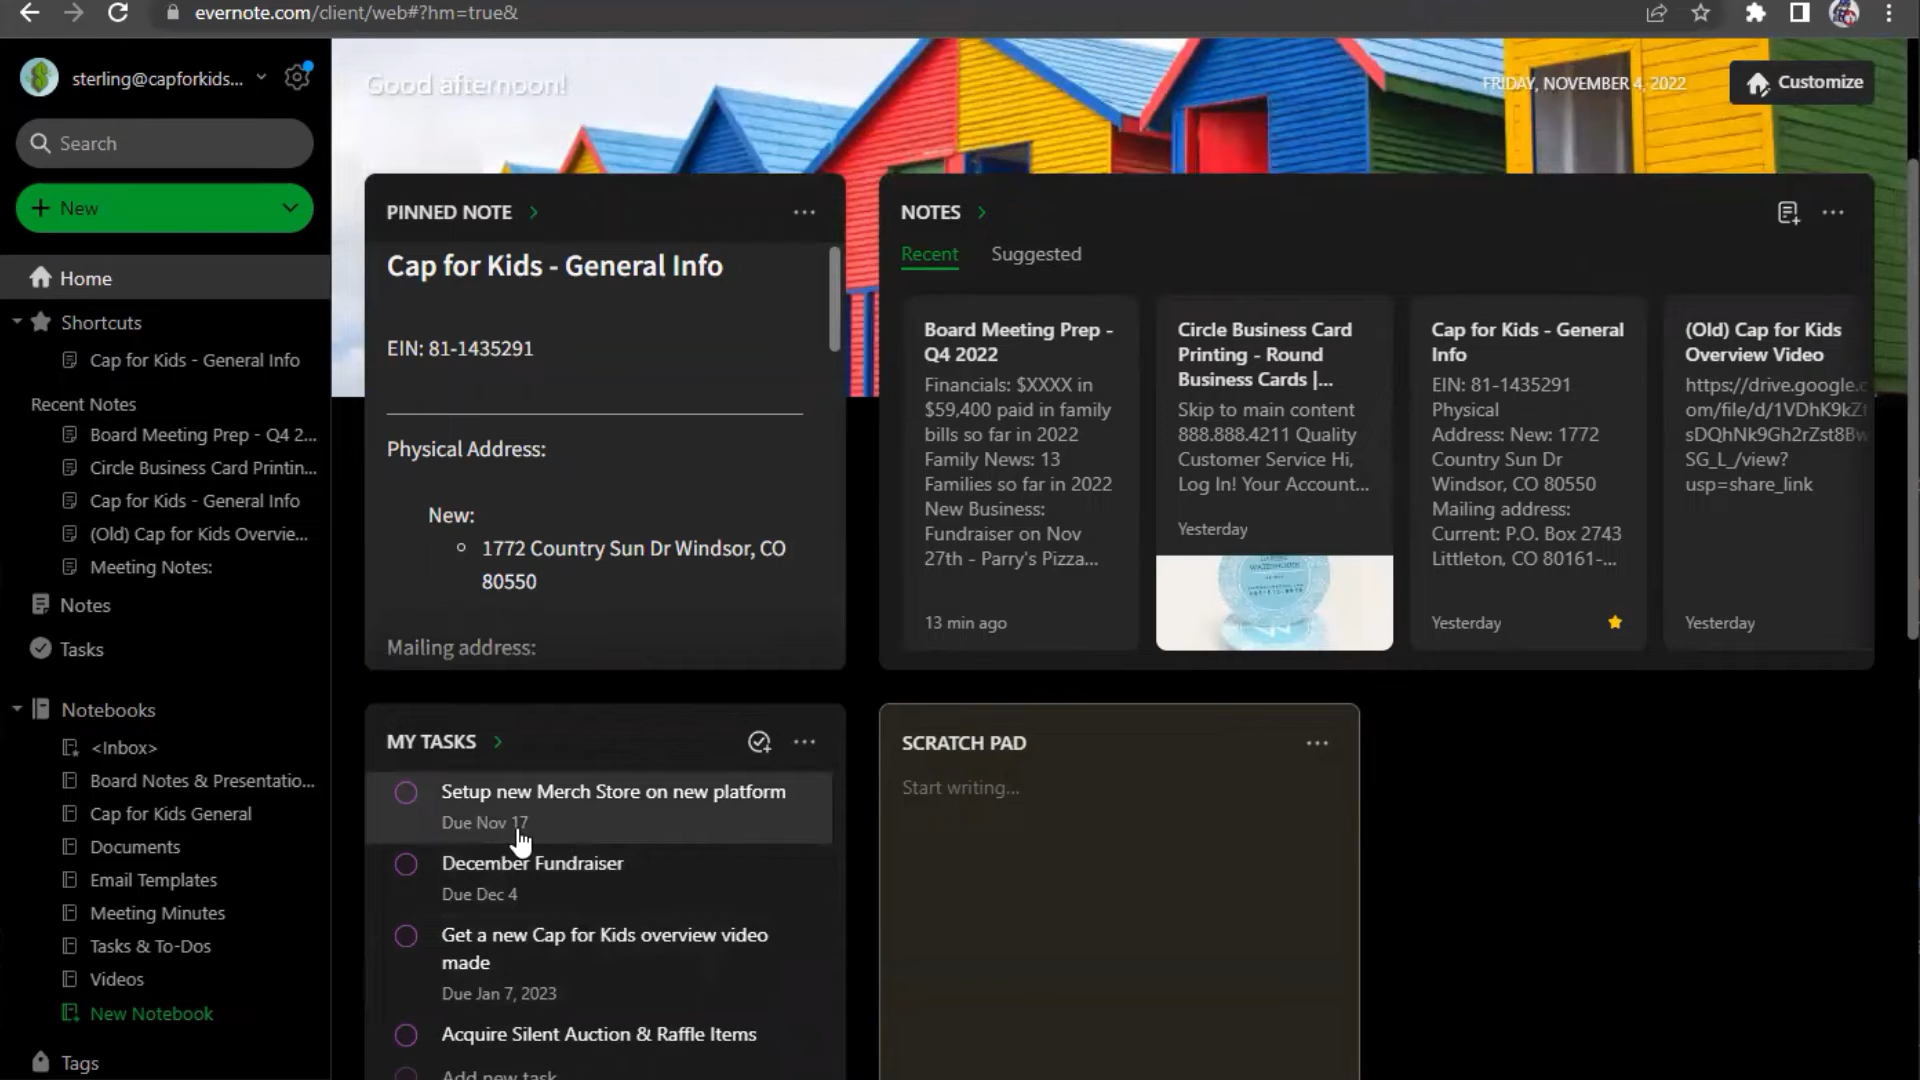 evernote.com/client/web#?hm=true&
sterling@capforkids...
Search
New
Home
Shortcuts
Cap for Kids - General Info
Recent Notes
Board Meeting Prep - Q4 2...
Circle Business Card Printin...
Cap for Kids - General Info
(Old) Cap for Kids Overvie...
Meeting Notes:
Notes
Tasks
Notebooks
<Inbox>
Board Notes & Presentatio...
Cap for Kids General
Documents
Email Templates
Meeting Minutes
Tasks & To-Dos
Videos
New Notebook
Tags
Good afternoon!
FRIDAY, NOVEMBER 4, 2022
Customize
PINNED NOTE
Cap for Kids - General Info
EIN: 81-1435291
Physical Address:
New:
1772 Country Sun Dr Windsor, CO
80550
Mailing address:
NOTES
Recent
Suggested
Board Meeting Prep -
Q4 2022
Financials: $XXXX in
$59,400 paid in family
bills so far in 2022
Family News: 13
Families so far in 2022
New Business:
Fundraiser on Nov
27th - Parry's Pizza...
13 min ago
Circle Business Card
Printing - Round
Business Cards |...
Skip to main content
888.888.4211 Quality
Customer Service Hi,
Log In! Your Account...
Yesterday
Cap for Kids - General
Info
EIN: 81-1435291
Physical
Address: New: 1772
Country Sun Dr
Windsor, CO 80550
Mailing address:
Current: P.O. Box 2743
Littleton, CO 80161-...
Yesterday
(Old) Cap for Kids
Overview Video
https://drive.google.c
om/file/d/1VDhK9kZ
sDQhNk9Gh2rZst8B
SG_L_/view?
usp=share_link
Yesterday
MY TASKS
Setup new Merch Store on new platform
Due Nov 17
December Fundraiser
Due Dec 4
Get a new Cap for Kids overview video
made
Due Jan 7, 2023
Acquire Silent Auction & Raffle Items
Add new task
SCRATCH PAD
Start writing...